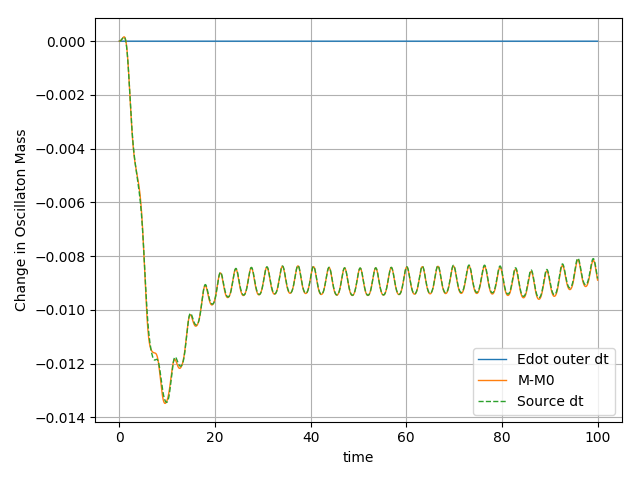 0.000
−0.002
−0.004
−0.006
−0.008
−0.010
−0.012
−0.014
Change in Oscillaton Mass
0 20 40 60 80 100
time
Edot outer dt
M-M0
Source dt